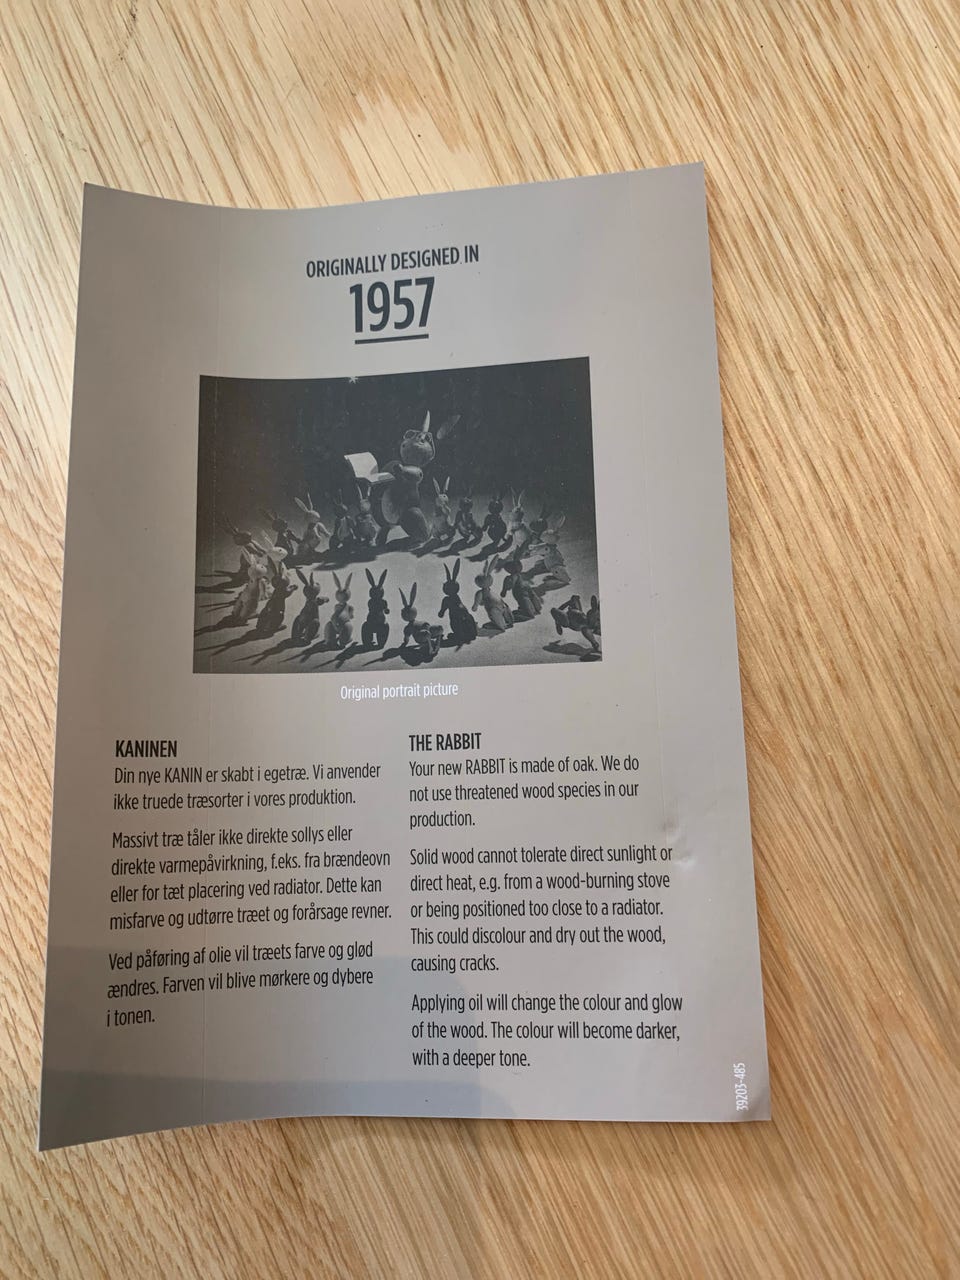 ORIGINALLY DESIGNED IN
1957
Original portrait picture
KANINEN
Din nye KANIN er skabt i egetræ. Vi anvender
ikke truede træsorter i vores produktion.
Massivt træ tåler ikke direkte sollys eller
direkte varmepåvirkning, f.eks. fra brændeovn
eller for tæt placering ved radiator. Dette kan
misfarve og udtørre træet og forårsage revner.
Ved påføring af olie vil træets farve og glød
ændres. Farven vil blive mørkere og dybere
i tonen.
THE RABBIT
Your new RABBIT is made of oak. We do
not use threatened wood species in our
production.
Solid wood cannot tolerate direct sunlight or
direct heat, e.g. from a wood-burning stove
or being positioned too close to a radiator.
This could discolour and dry out the wood,
causing cracks.
Applying oil will change the colour and glow
of the wood. The colour will become darker,
with a deeper tone.
39203-485